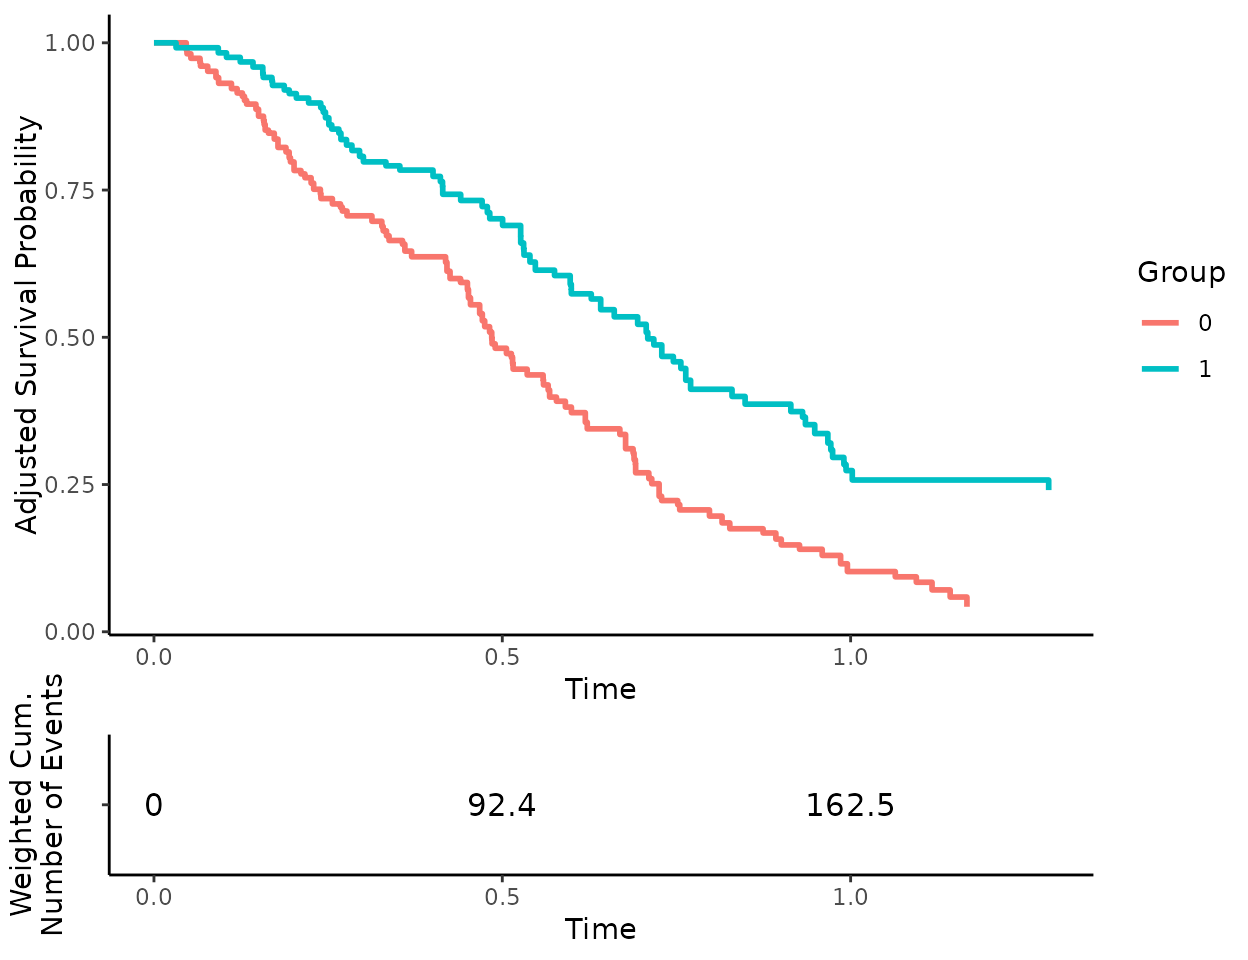 Adjusted Survival Probability
1.00
0.75
0.50
0.25
0.00
0.0 0.5 1.0
Time
Group
0
1
Weighted Cum.
Number of Events
0 92.4 162.5
0.0 0.5 1.0
Time